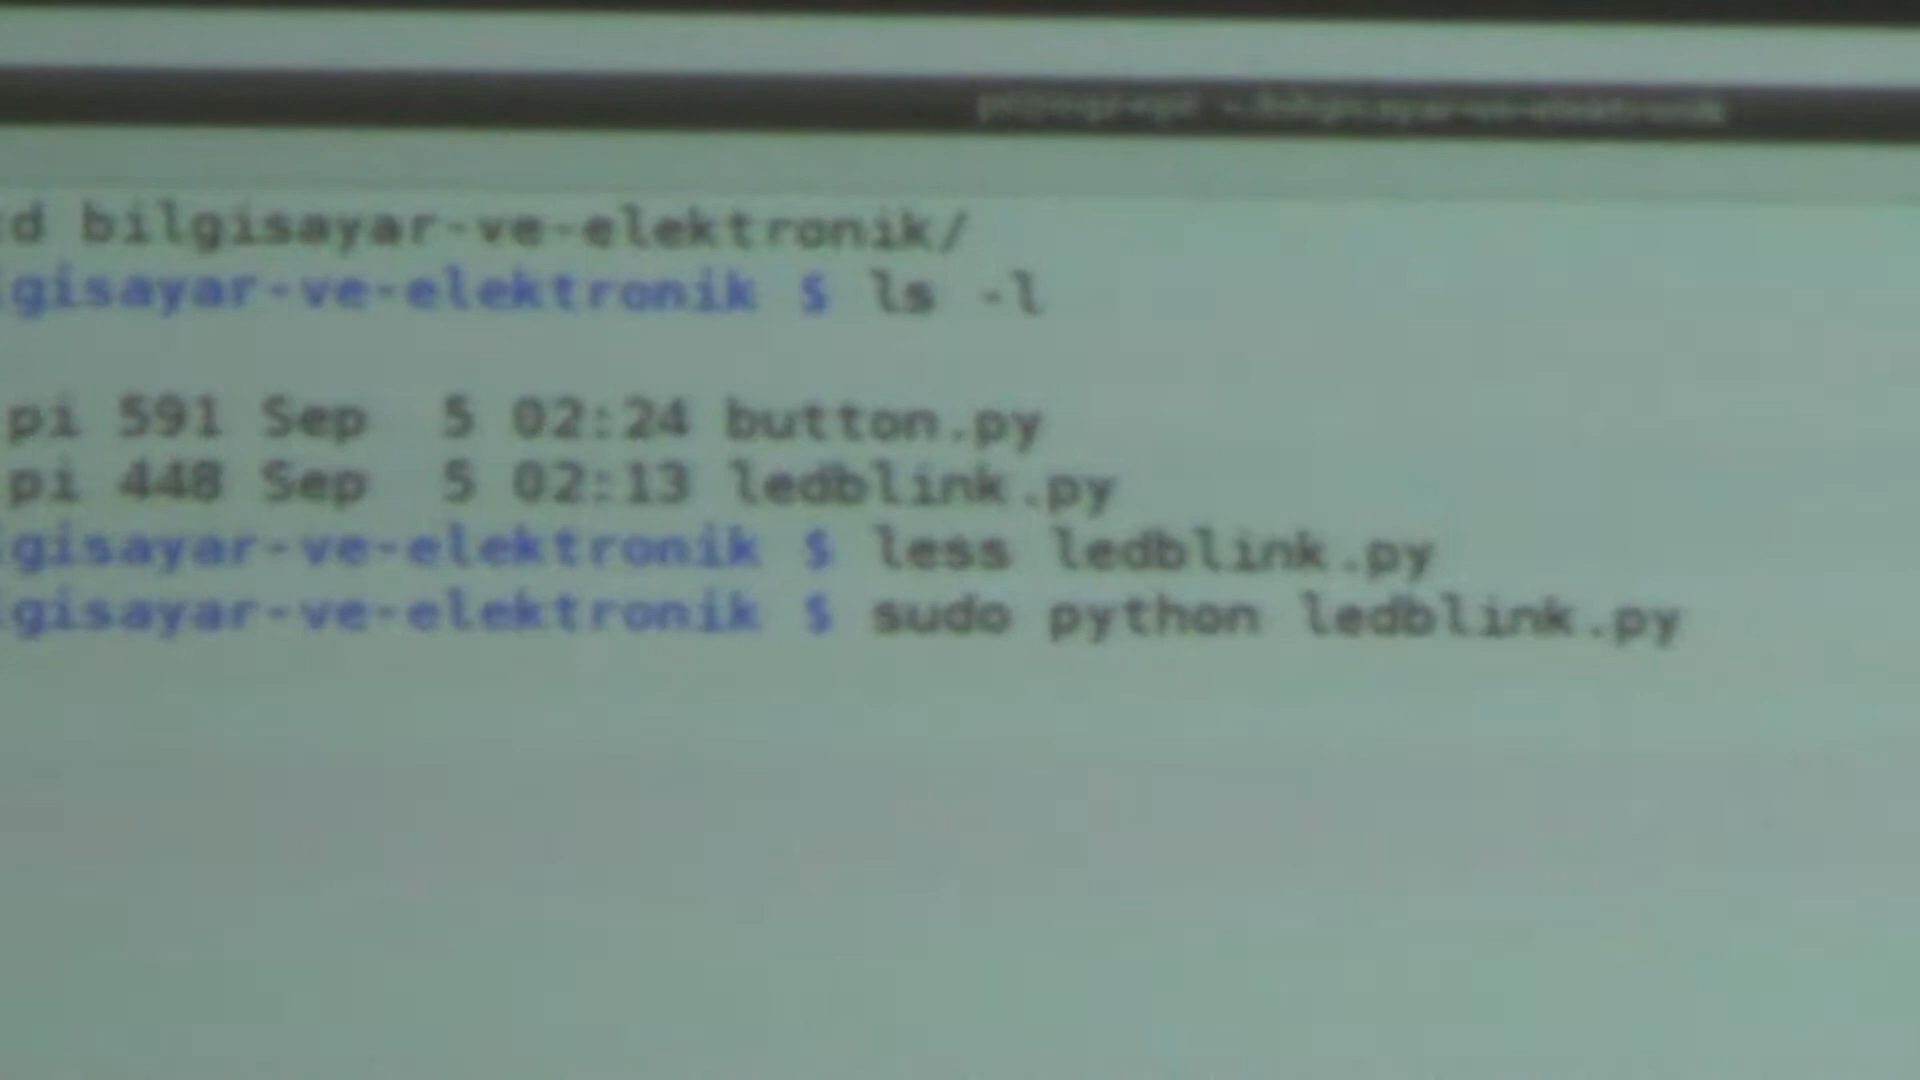 cd bilgisayar-ve-elektronik/
gisayar-ve-elektronik $ ls -l
pi 591 Sep 5 02:24 button.py
pi 448 Sep 5 02:13 ledblink.py
gisayar-ve-elektronik $ less ledblink.py
gisayar-ve-elektronik $ sudo python ledblink.py